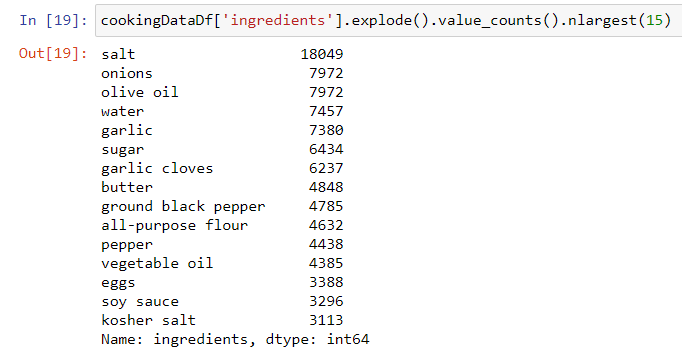 In [19]: cookingDataDf['ingredients'].explode().value_counts().nlargest(15)
Out[19]: salt 18049
onions 7972
olive oil 7972
water 7457
garlic 7380
sugar 6434
garlic cloves 6237
butter 4848
ground black pepper 4785
all-purpose flour 4632
pepper 4438
vegetable oil 4385
eggs 3388
soy sauce 3296
kosher salt 3113
Name: ingredients, dtype: int64